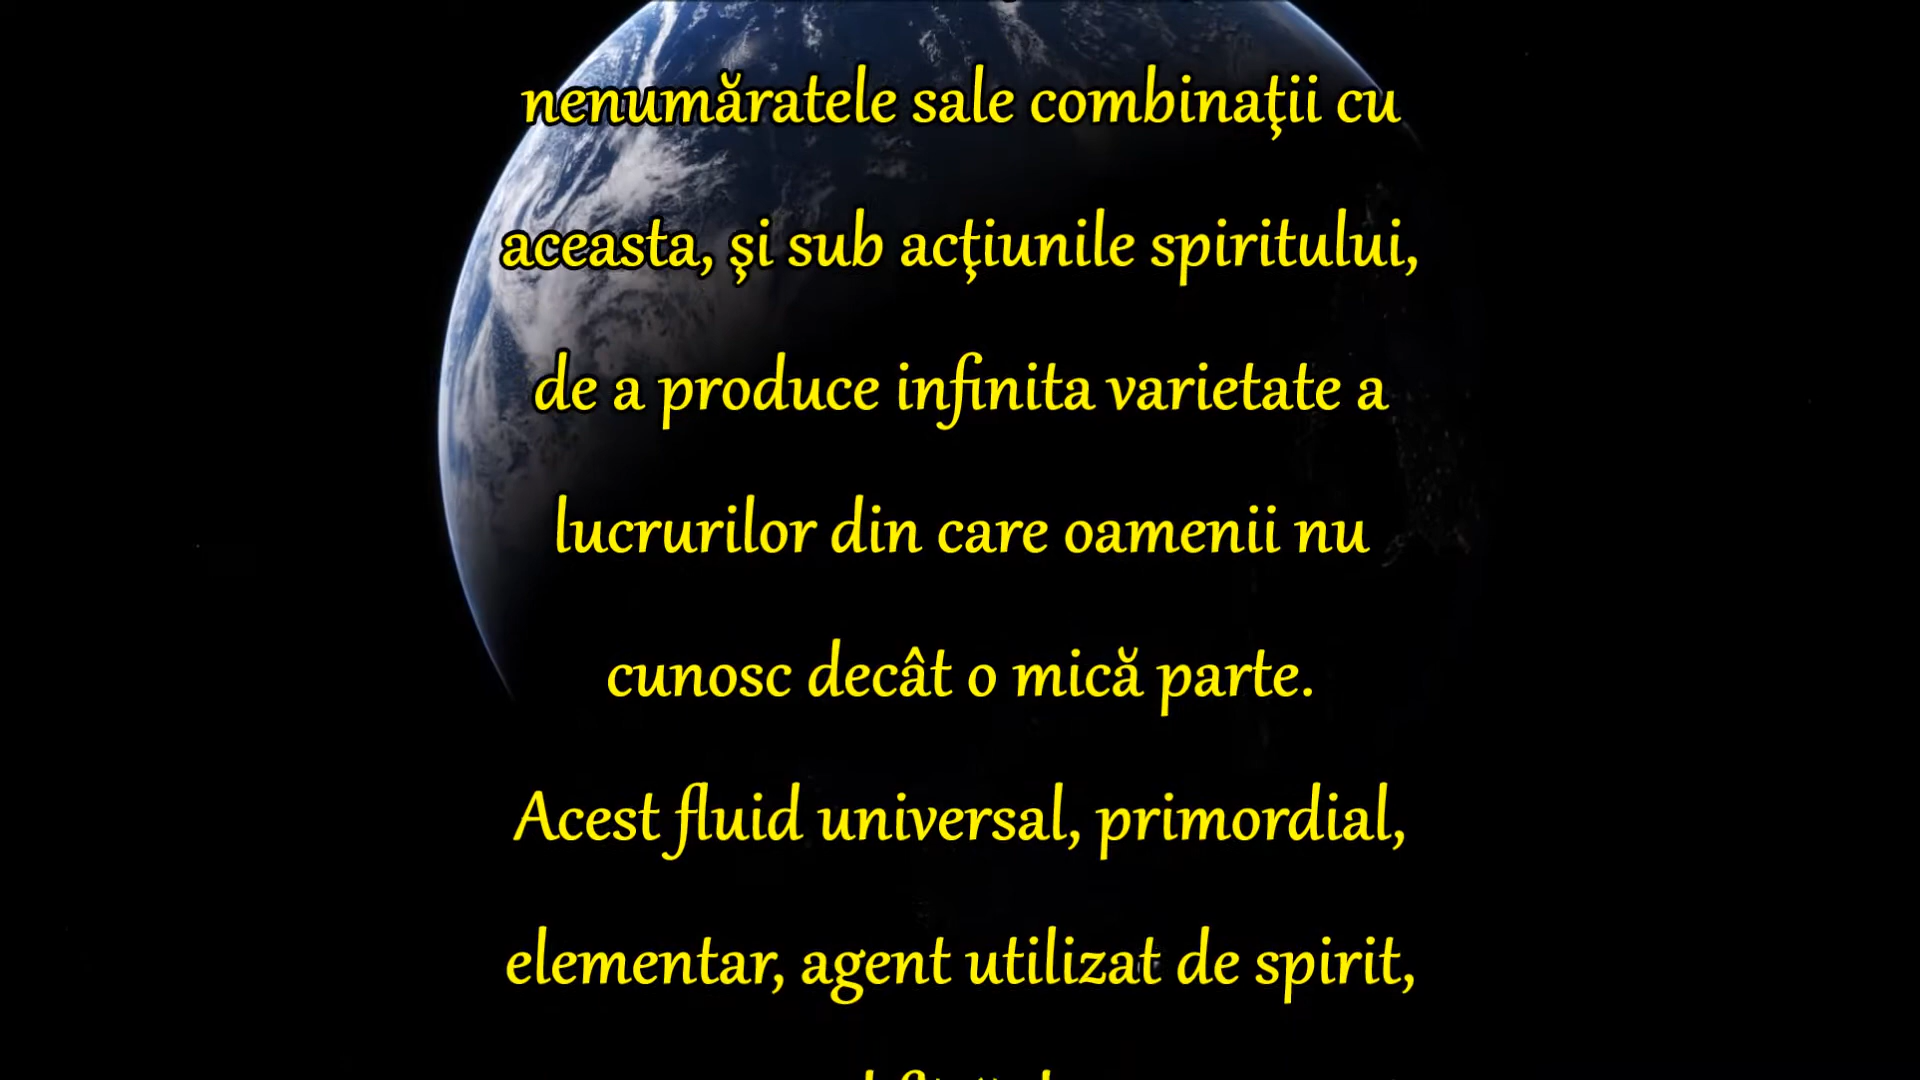 nenumăratele sale combinaţii cu
aceasta, şi sub acţiunile spiritului,
de a produce infinita varietate a
lucrurilor din care oamenii nu
cunosc decât o mică parte.
Acest fluid universal, primordial,
elementar, agent utilizat de spirit,